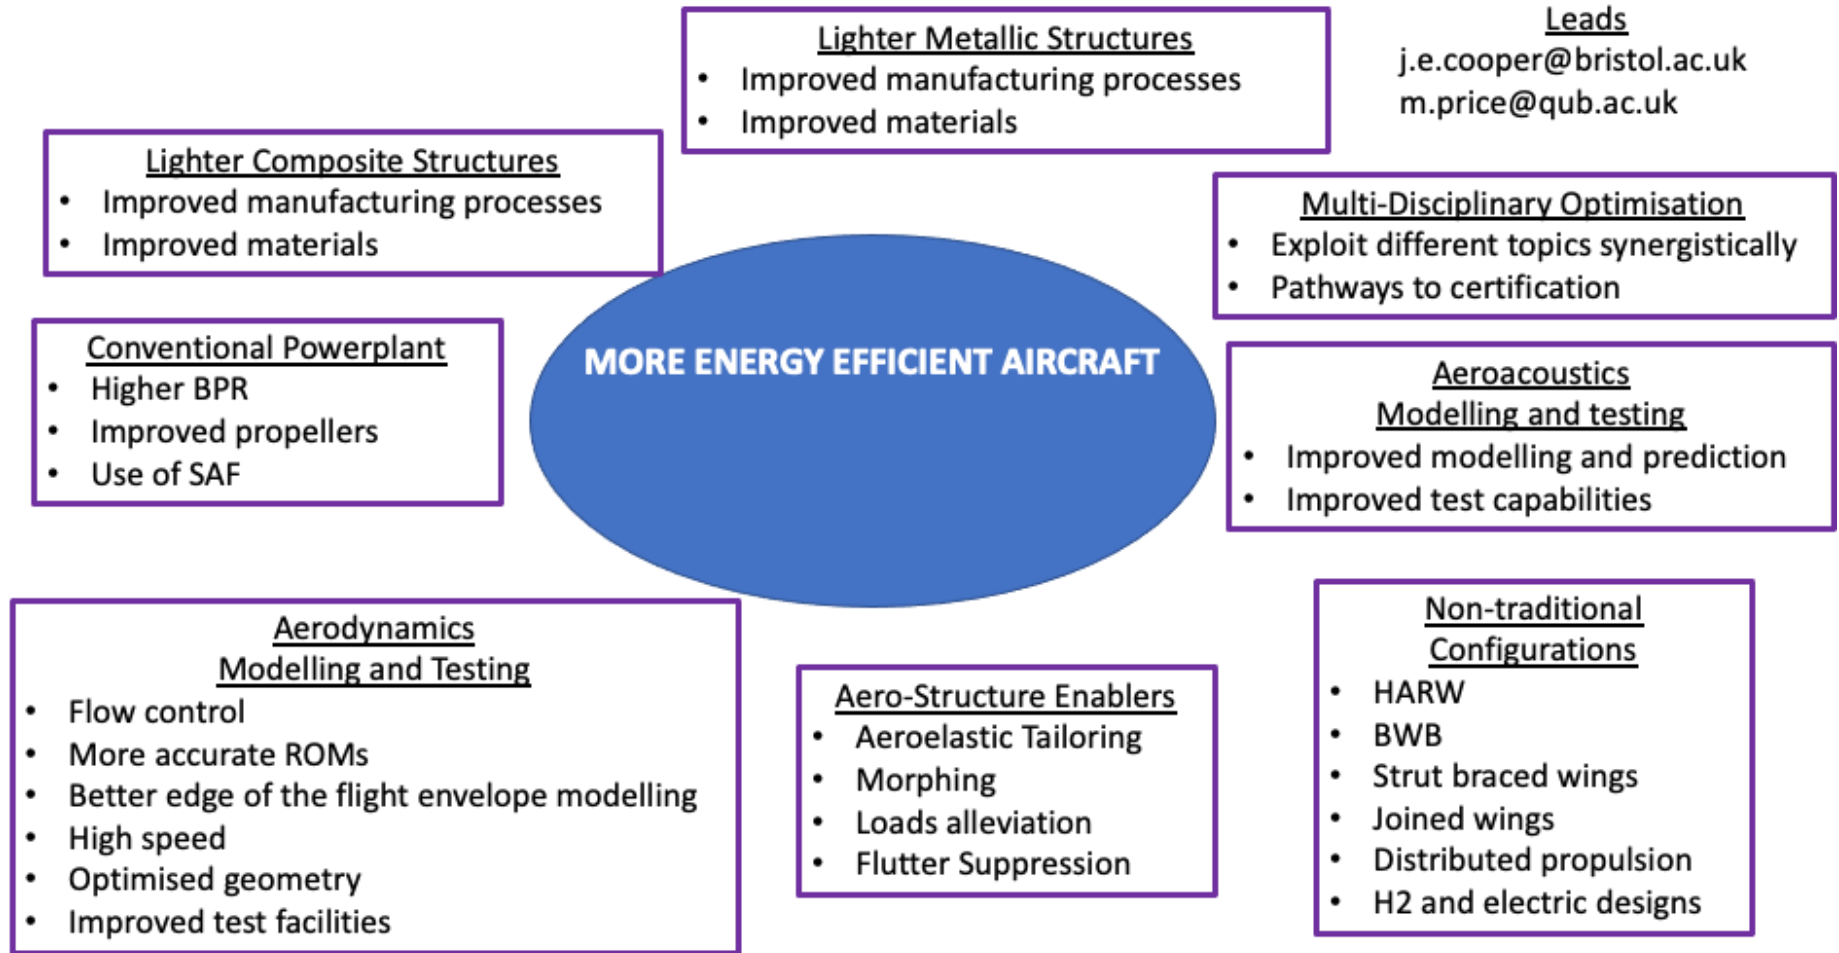 Lighter Metallic Structures
• Improved manufacturing processes
• Improved materials
Leads
j.e.cooper@bristol.ac.uk
m.price@qub.ac.uk
Lighter Composite Structures
• Improved manufacturing processes
• Improved materials
Multi-Disciplinary Optimisation
• Exploit different topics synergistically
• Pathways to certification
Conventional Powerplant
• Higher BPR
• Improved propellers
• Use of SAF
MORE ENERGY EFFICIENT AIRCRAFT
Aeroacoustics
Modelling and testing
• Improved modelling and prediction
• Improved test capabilities
Aerodynamics
Modelling and Testing
• Flow control
• More accurate ROMs
• Better edge of the flight envelope modelling
• High speed
• Optimised geometry
• Improved test facilities
Aero-Structure Enablers
• Aeroelastic Tailoring
• Morphing
• Loads alleviation
• Flutter Suppression
Non-traditional
Configurations
• HARW
• BWB
• Strut braced wings
• Joined wings
• Distributed propulsion
• H2 and electric designs